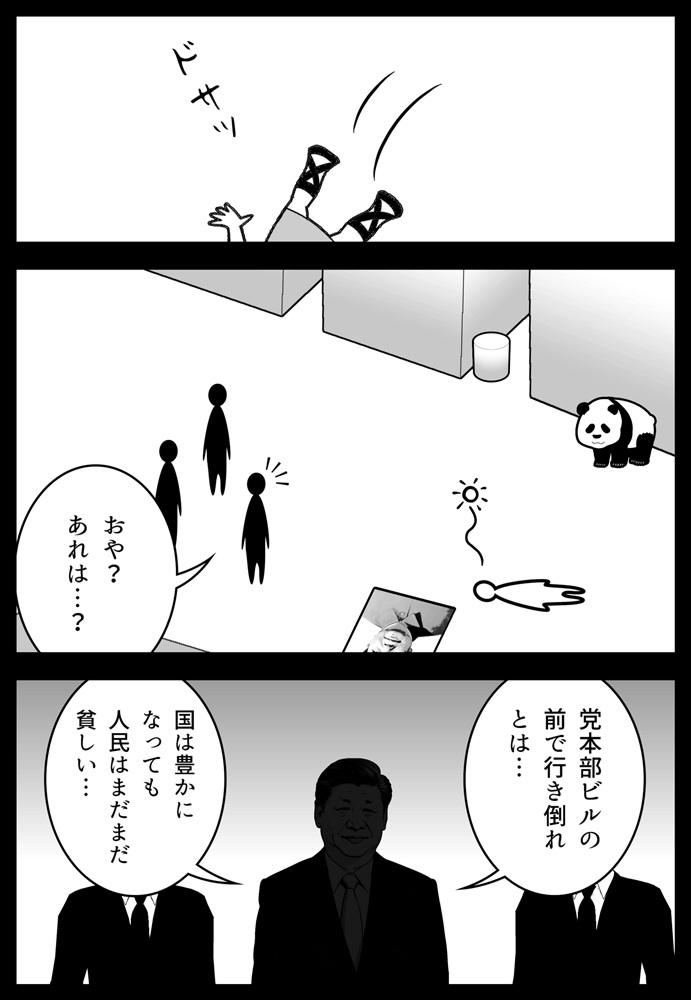 ドサッ
おや？
あれは…？
党本部ビルの
前で行き倒れ
とは…
国は豊かに
なっても
人民はまだまだ
貧しい…